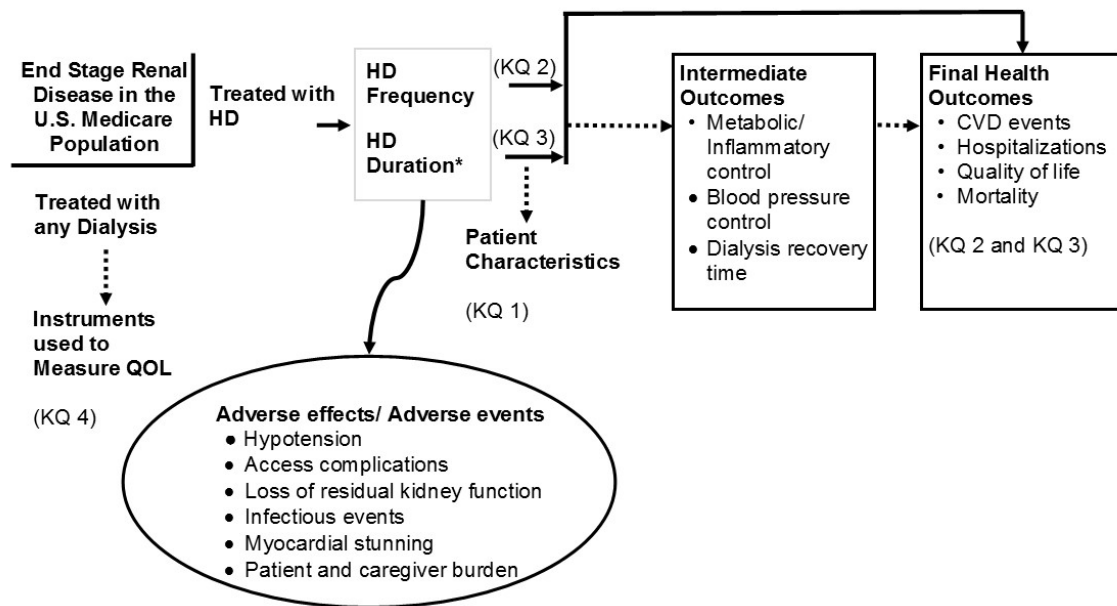 End Stage Renal
Disease in the
U.S. Medicare
Population
Treated with
HD
HD
Frequency
HD
Duration*
(KQ 2)
(KQ 3)
Patient
Characteristics
(KQ 1)
Intermediate
Outcomes
• Metabolic/
Inflammatory
control
● Blood pressure
control
● Dialysis recovery
time
Final Health
Outcomes
• CVD events
• Hospitalizations
• Quality of life
• Mortality
(KQ 2 and KQ 3)
Treated with
any Dialysis
Instruments
used to
Measure QOL
(KQ 4)
Adverse effects/ Adverse events
● Hypotension
● Access complications
● Loss of residual kidney function
● Infectious events
● Myocardial stunning
● Patient and caregiver burden